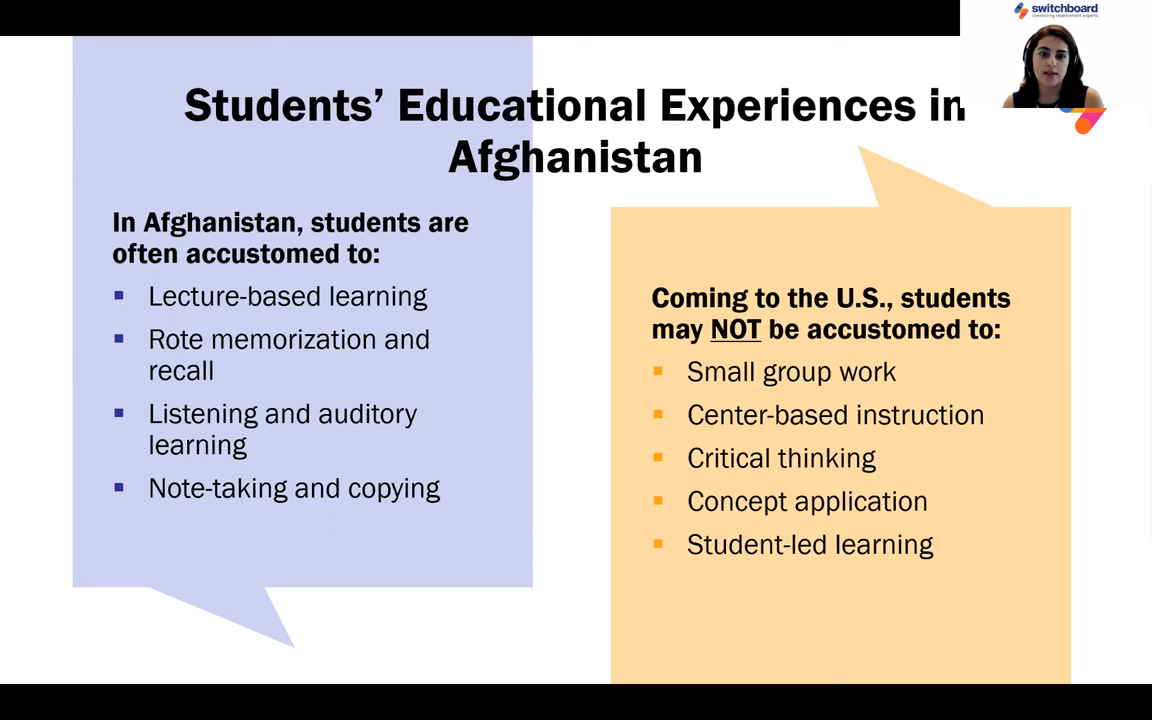 switchboard
connecting resettlement experts
Students’ Educational Experiences in
Afghanistan
In Afghanistan, students are
often accustomed to:
▪ Lecture-based learning
▪ Rote memorization and
recall
▪ Listening and auditory
learning
▪ Note-taking and copying
Coming to the U.S., students
may NOT be accustomed to:
▪ Small group work
▪ Center-based instruction
▪ Critical thinking
▪ Concept application
▪ Student-led learning